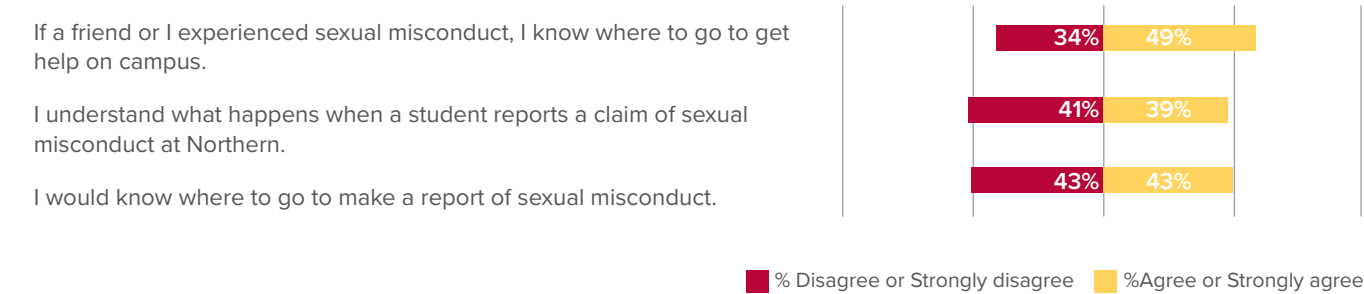 If a friend or I experienced sexual misconduct, I know where to go to get
help on campus.
34% 49%
I understand what happens when a student reports a claim of sexual
misconduct at Northern.
41% 39%
I would know where to go to make a report of sexual misconduct.
43% 43%
% Disagree or Strongly disagree %Agree or Strongly agree